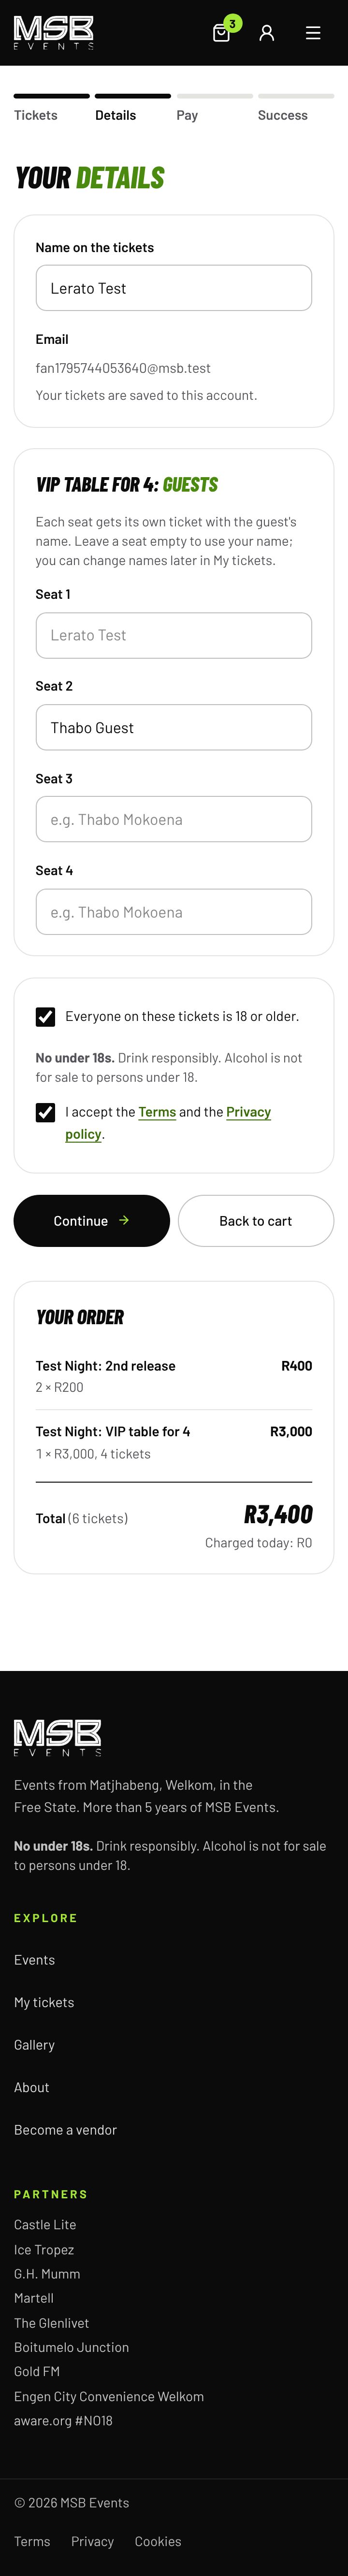 MSB
EVENTS
3
Tickets
Details
Pay
Success
YOUR DETAILS
Name on the tickets
Lerato Test
Email
fan1795744053640@msb.test
Your tickets are saved to this account.
VIP TABLE FOR 4: GUESTS
Each seat gets its own ticket with the guest's
name. Leave a seat empty to use your name;
you can change names later in My tickets.
Seat 1
Lerato Test
Seat 2
Thabo Guest
Seat 3
e.g. Thabo Mokoena
Seat 4
e.g. Thabo Mokoena
Everyone on these tickets is 18 or older.
No under 18s. Drink responsibly. Alcohol is not
for sale to persons under 18.
I accept the Terms and the Privacy
policy.
Continue →
Back to cart
YOUR ORDER
Test Night: 2nd release R400
2 × R200
Test Night: VIP table for 4 R3,000
1 × R3,000, 4 tickets
Total (6 tickets) R3,400
Charged today: R0
MSB
EVENTS
Events from Matjhabeng, Welkom, in the
Free State. More than 5 years of MSB Events.
No under 18s. Drink responsibly. Alcohol is not for sale
to persons under 18.
EXPLORE
Events
My tickets
Gallery
About
Become a vendor
PARTNERS
Castle Lite
Ice Tropez
G.H. Mumm
Martell
The Glenlivet
Boitumelo Junction
Gold FM
Engen City Convenience Welkom
aware.org #NO18
© 2026 MSB Events
Terms Privacy Cookies